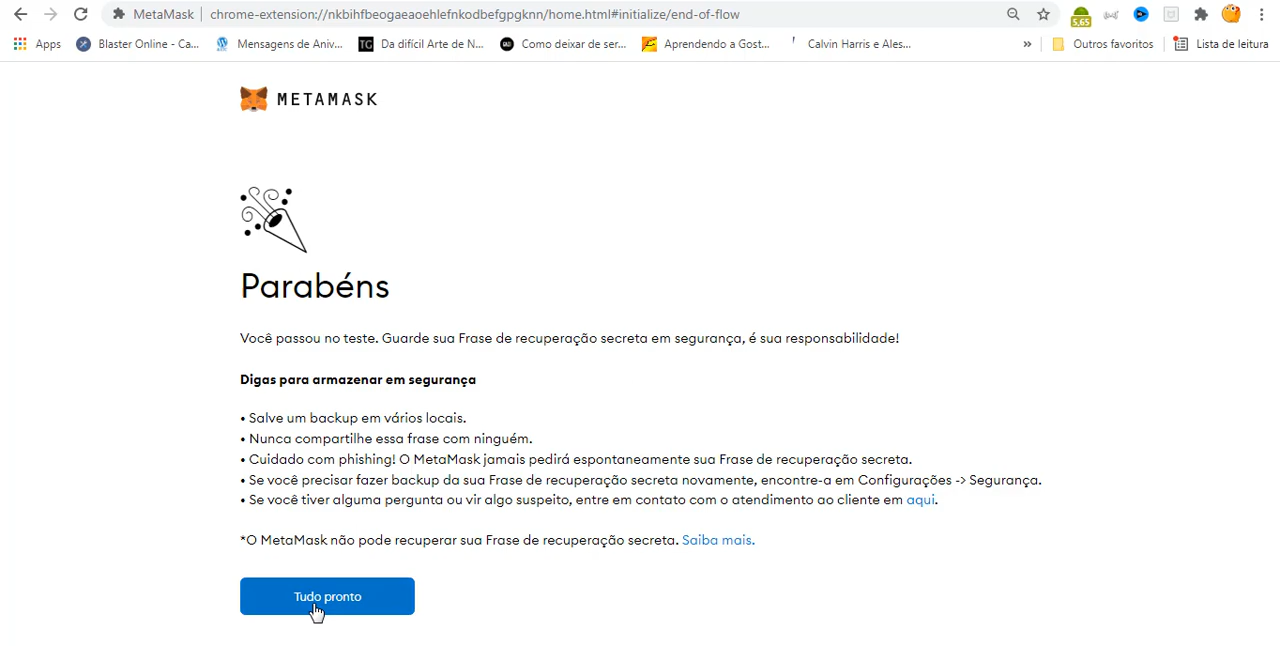 MetaMask chrome-extension://nkbihfbeogaeaoehlefnkodbefgpgknn/home.html#initialize/end-of-flow
5,65
Apps Blaster Online - Ca... Mensagens de Aniv... TG Da difícil Arte de N... Como deixar de ser... Aprendendo a Gost... Calvin Harris e Ales... » Outros favoritos Lista de leitura
METAMASK
Parabéns
Você passou no teste. Guarde sua Frase de recuperação secreta em segurança, é sua responsabilidade!
Digas para armazenar em segurança
• Salve um backup em vários locais.
• Nunca compartilhe essa frase com ninguém.
• Cuidado com phishing! O MetaMask jamais pedirá espontaneamente sua Frase de recuperação secreta.
• Se você precisar fazer backup da sua Frase de recuperação secreta novamente, encontre-a em Configurações -> Segurança.
• Se você tiver alguma pergunta ou vir algo suspeito, entre em contato com o atendimento ao cliente em aqui.
*O MetaMask não pode recuperar sua Frase de recuperação secreta. Saiba mais.
Tudo pronto